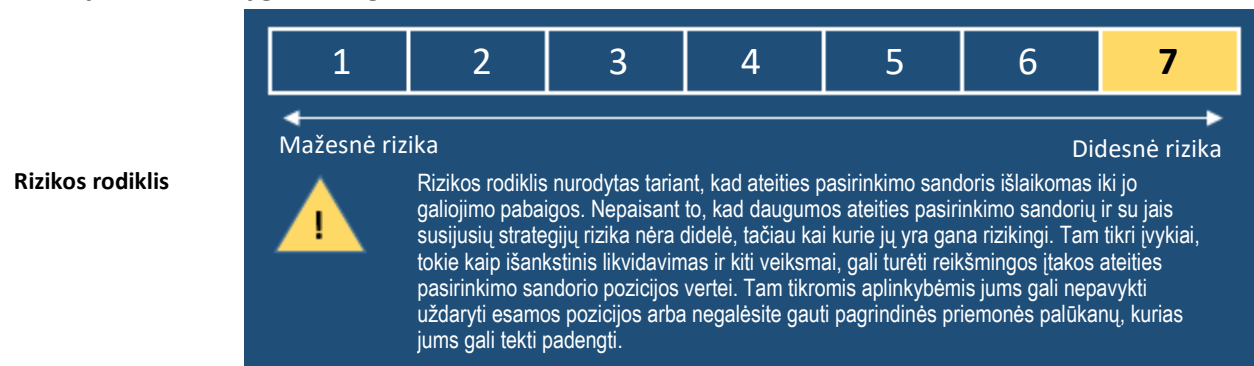 1 2 3 4 5 6 7
Mažesnė rizika Didesnė rizika
Rizikos rodiklis
!
Rizikos rodiklis nurodytas tariant, kad ateities pasirinkimo sandoris išlaikomas iki jo
galiojimo pabaigos. Nepaisant to, kad daugumos ateities pasirinkimo sandorių ir su jais
susijusių strategijų rizika nėra didelė, tačiau kai kurie jų yra gana rizikingi. Tam tikri įvykiai,
tokie kaip išankstinis likvidavimas ir kiti veiksmai, gali turėti reikšmingos įtakos ateities
pasirinkimo sandorio pozicijos vertei. Tam tikromis aplinkybėmis jums gali nepavykti
uždaryti esamos pozicijos arba negalėsite gauti pagrindinės priemonės palūkanų, kurias
jums gali tekti padengti.